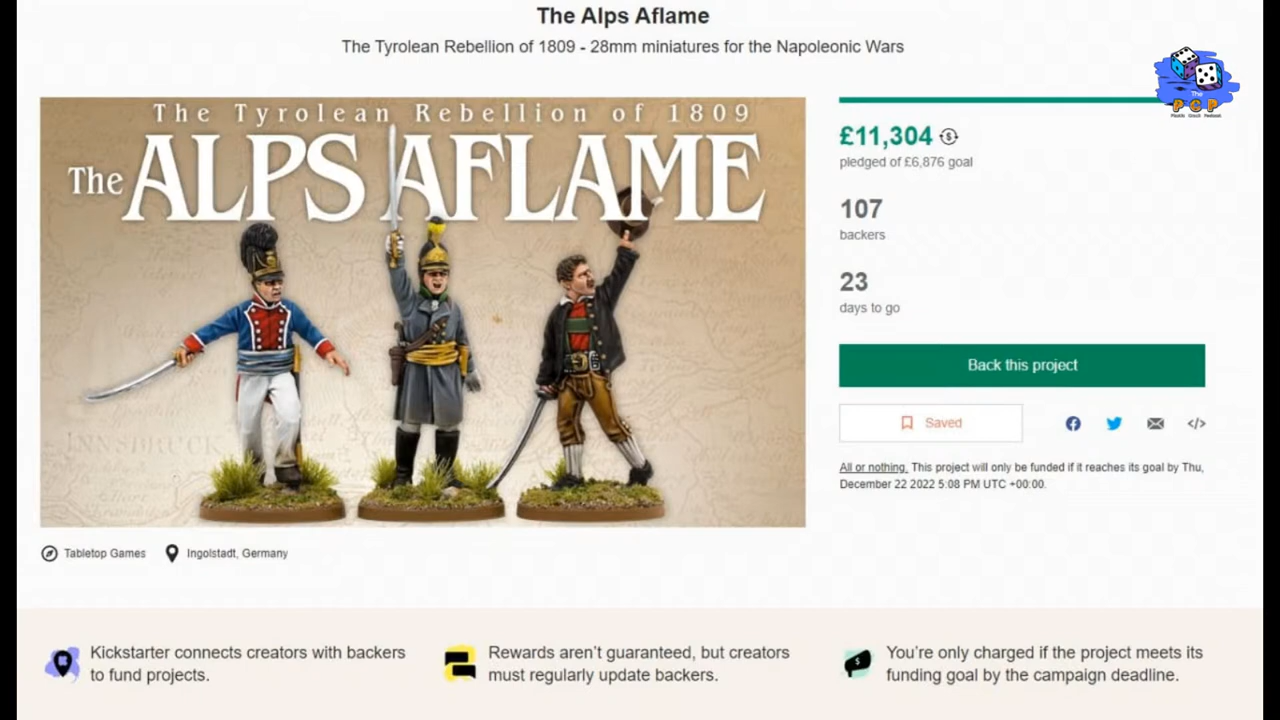 The Alps Aflame
The Tyrolean Rebellion of 1809 - 28mm miniatures for the Napoleonic Wars
The Tyrolean Rebellion of 1809
The ALPS AFLAME
INNSBRUCK
£11,304
pledged of £6,876 goal
107
backers
23
days to go
Back this project
Saved
</>
All or nothing. This project will only be funded if it reaches its goal by Thu,
December 22 2022 5:08 PM UTC +00:00.
The
PCP
Tabletop Games
Ingolstadt, Germany
Kickstarter connects creators with backers
to fund projects.
Rewards aren't guaranteed, but creators
must regularly update backers.
You're only charged if the project meets its
funding goal by the campaign deadline.